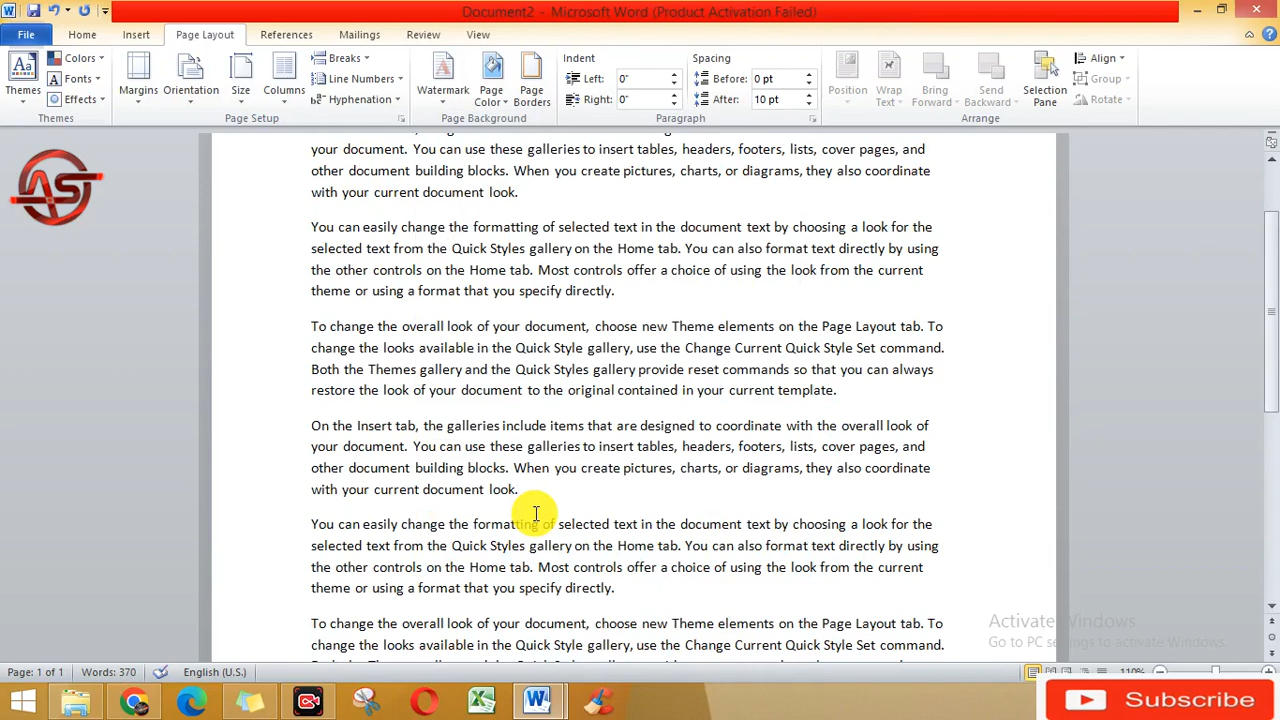 Document2 - Microsoft Word (Product Activation Failed)
File Home Insert Page Layout References Mailings Review View
Themes
Colors
Fonts
Effects
Themes
Margins
Orientation
Size
Columns
Breaks
Line Numbers
Hyphenation
Page Setup
Watermark
Page Color
Page Borders
Page Background
Indent
Left: 0"
Right: 0"
Spacing
Before: 0 pt
After: 10 pt
Paragraph
Position
Wrap Text
Bring Forward
Send Backward
Selection Pane
Align
Group
Rotate
Arrange
AS
your document. You can use these galleries to insert tables, headers, footers, lists, cover pages, and
other document building blocks. When you create pictures, charts, or diagrams, they also coordinate
with your current document look.
You can easily change the formatting of selected text in the document text by choosing a look for the
selected text from the Quick Styles gallery on the Home tab. You can also format text directly by using
the other controls on the Home tab. Most controls offer a choice of using the look from the current
theme or using a format that you specify directly.
To change the overall look of your document, choose new Theme elements on the Page Layout tab. To
change the looks available in the Quick Style gallery, use the Change Current Quick Style Set command.
Both the Themes gallery and the Quick Styles gallery provide reset commands so that you can always
restore the look of your document to the original contained in your current template.
On the Insert tab, the galleries include items that are designed to coordinate with the overall look of
your document. You can use these galleries to insert tables, headers, footers, lists, cover pages, and
other document building blocks. When you create pictures, charts, or diagrams, they also coordinate
with your current document look.
You can easily change the formatting of selected text in the document text by choosing a look for the
selected text from the Quick Styles gallery on the Home tab. You can also format text directly by using
the other controls on the Home tab. Most controls offer a choice of using the look from the current
theme or using a format that you specify directly.
To change the overall look of your document, choose new Theme elements on the Page Layout tab. To
change the looks available in the Quick Style gallery, use the Change Current Quick Style Set command.
Activate Windows
Go to PC settings to activate Windows.
Page: 1 of 1 Words: 370 English (U.S.) 110%
Subscribe